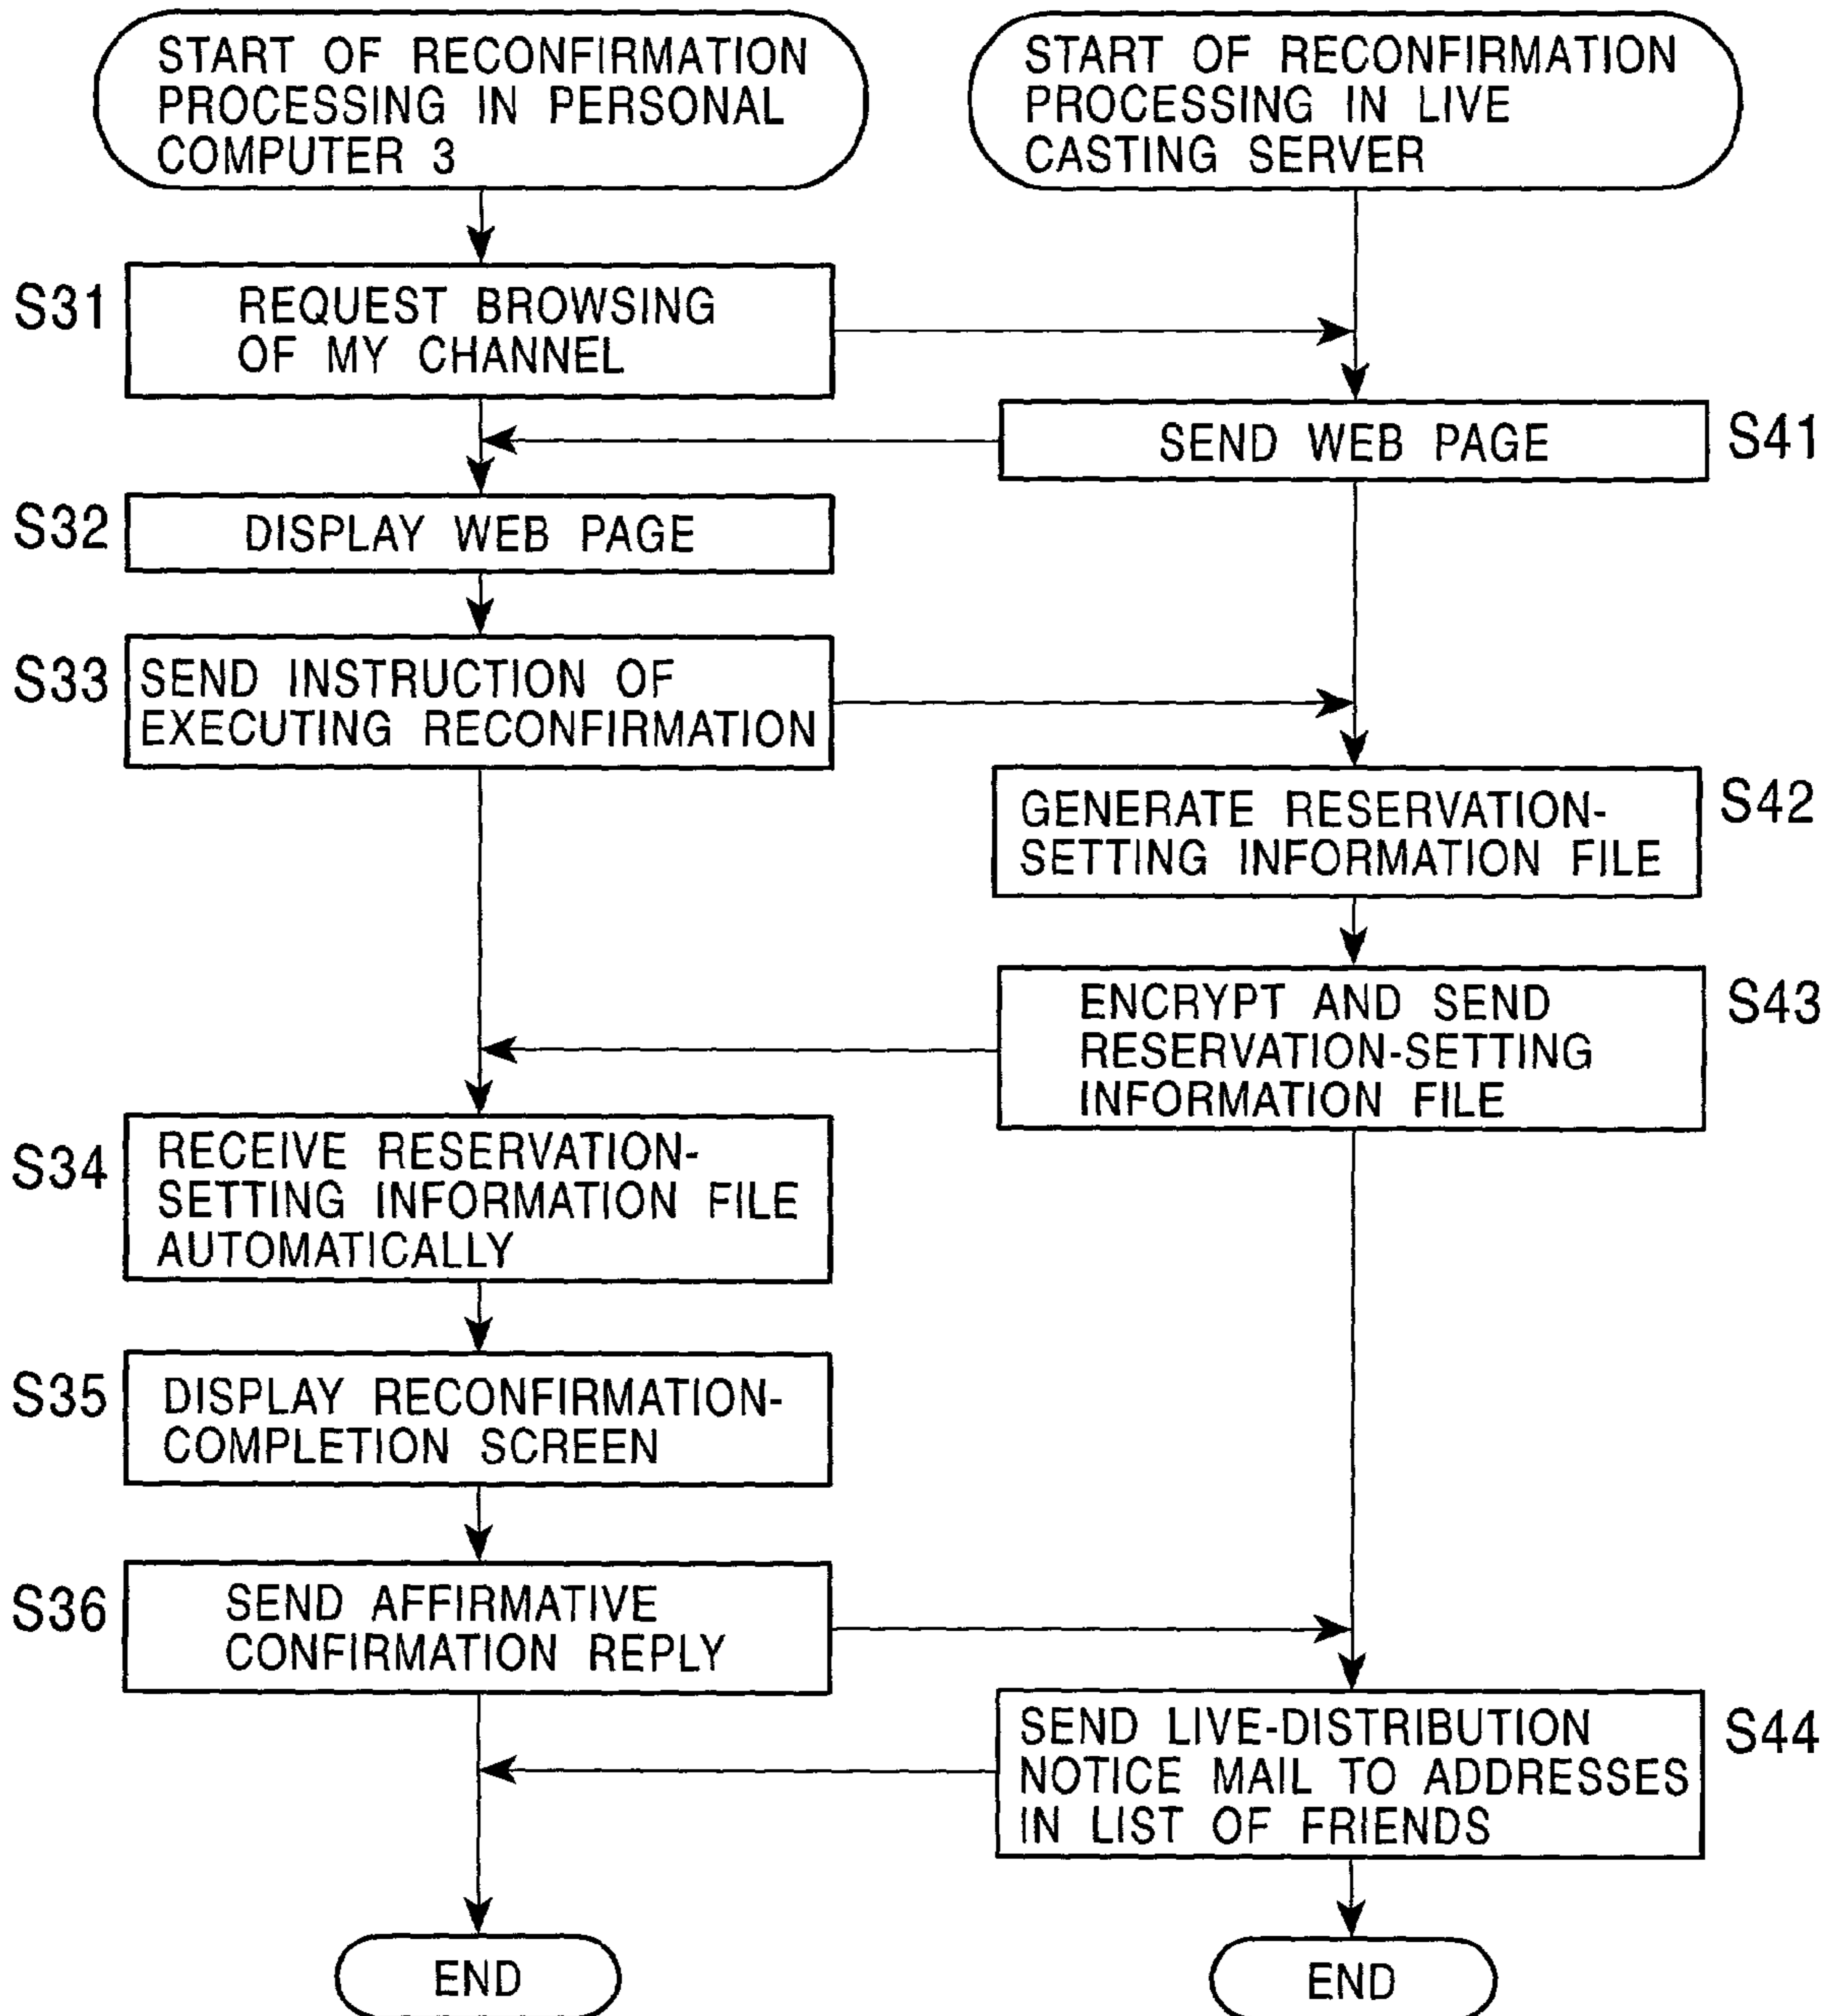 START OF RECONFIRMATION
PROCESSING IN PERSONAL
COMPUTER 3
START OF RECONFIRMATION
PROCESSING IN LIVE
CASTING SERVER
S31
REQUEST BROWSING
OF MY CHANNEL
SEND WEB PAGE
S41
S32
DISPLAY WEB PAGE
S33
SEND INSTRUCTION OF
EXECUTING RECONFIRMATION
GENERATE RESERVATION-
SETTING INFORMATION FILE
S42
ENCRYPT AND SEND
RESERVATION-SETTING
INFORMATION FILE
S43
S34
RECEIVE RESERVATION-
SETTING INFORMATION FILE
AUTOMATICALLY
S35
DISPLAY RECONFIRMATION-
COMPLETION SCREEN
S36
SEND AFFIRMATIVE
CONFIRMATION REPLY
SEND LIVE-DISTRIBUTION
NOTICE MAIL TO ADDRESSES
IN LIST OF FRIENDS
S44
END
END